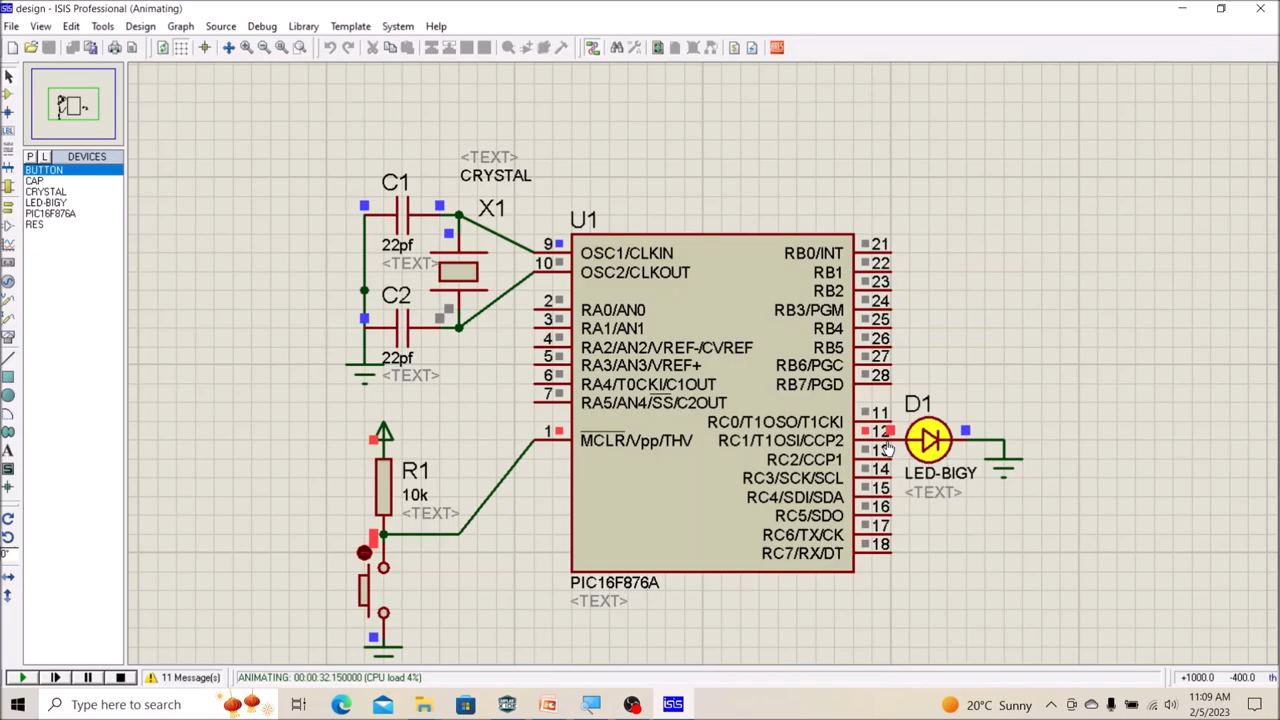 design - ISIS Professional (Animating)
File View Edit Tools Design Graph Source Debug Library Template System Help
P L DEVICES
BUTTON
CAP
CRYSTAL
LED-BIGY
PIC16F876A
RES
<TEXT>
CRYSTAL
C1
X1
22pf
<TEXT>
C2
22pf
<TEXT>
R1
10k
<TEXT>
U1
9 OSC1/CLKIN
10 OSC2/CLKOUT
2 RA0/AN0
3 RA1/AN1
4 RA2/AN2/VREF-/CVREF
5 RA3/AN3/VREF+
6 RA4/T0CKI/C1OUT
7 RA5/AN4/SS/C2OUT
1 MCLR/Vpp/THV
RB0/INT 21
RB1 22
RB2 23
RB3/PGM 24
RB4 25
RB5 26
RB6/PGC 27
RB7/PGD 28
RC0/T1OSO/T1CKI 11
RC1/T1OSI/CCP2 12
RC2/CCP1 13
RC3/SCK/SCL 14
RC4/SDI/SDA 15
RC5/SDO 16
RC6/TX/CK 17
RC7/RX/DT 18
PIC16F876A
<TEXT>
D1
LED-BIGY
<TEXT>
11 Message(s) ANIMATING: 00:00:32.150000 (CPU load 4%) +1000.0 -400.0 th
Type here to search
isis
20°C Sunny
11:09 AM
2/5/2023